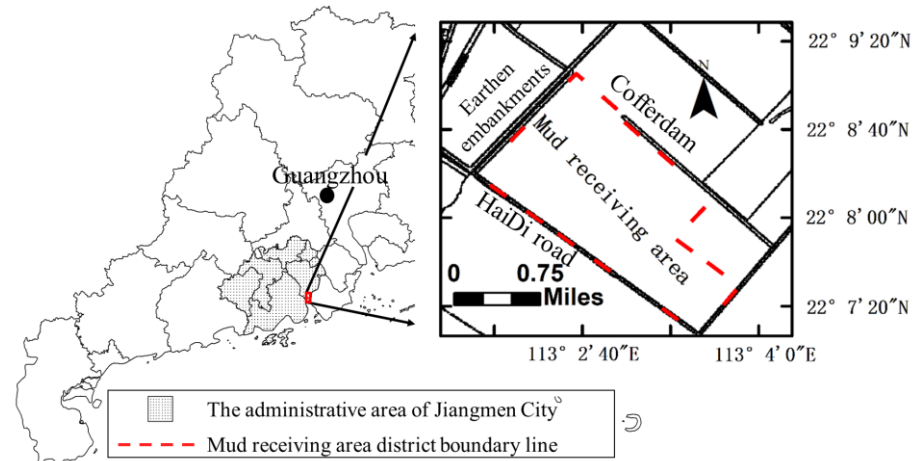 Guangzhou
Earthen
embankments
Cofferdam
N
Mud receiving area
HaiDi road
0 0.75
Miles
22° 9′20″N
22° 8′40″N
22° 8′00″N
22° 7′20″N
113° 2′40″E
113° 4′0″E
The administrative area of Jiangmen City
Mud receiving area district boundary line